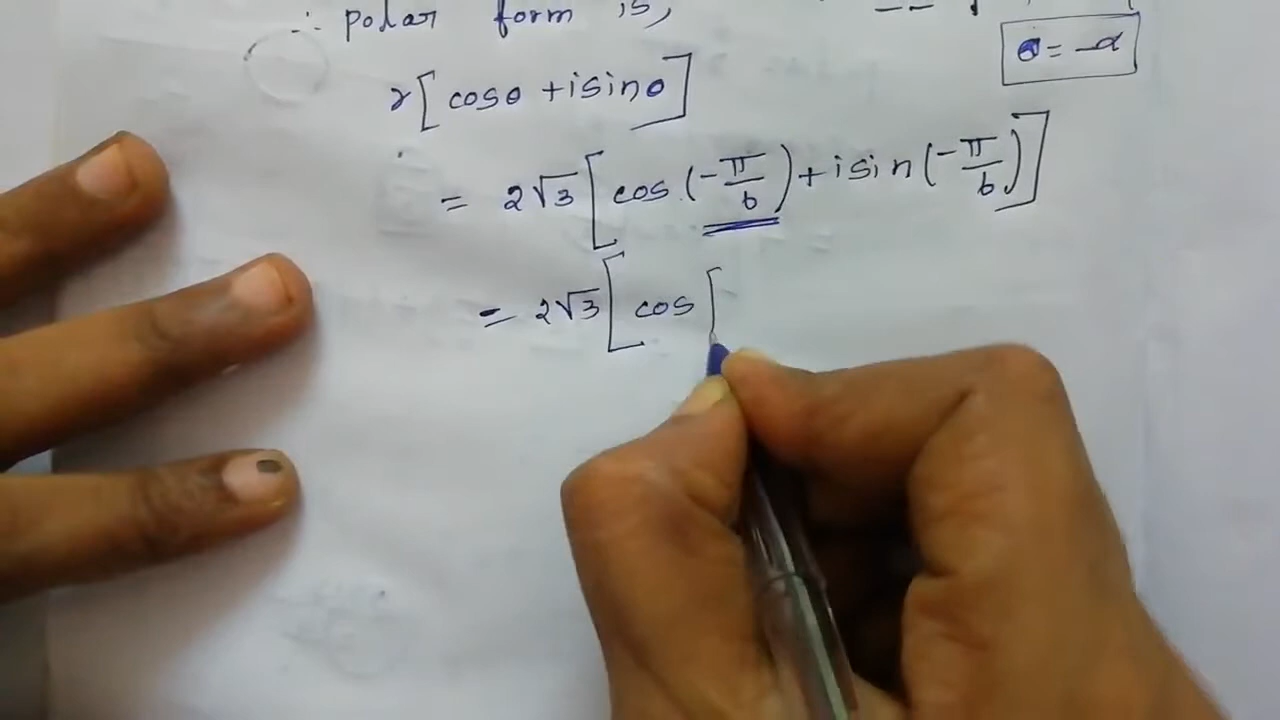 ∴ polar form is,
θ = -α
r[cosθ + isinθ]
= 2√3[cos(-π/6) + isin(-π/6)]
= 2√3[cos[